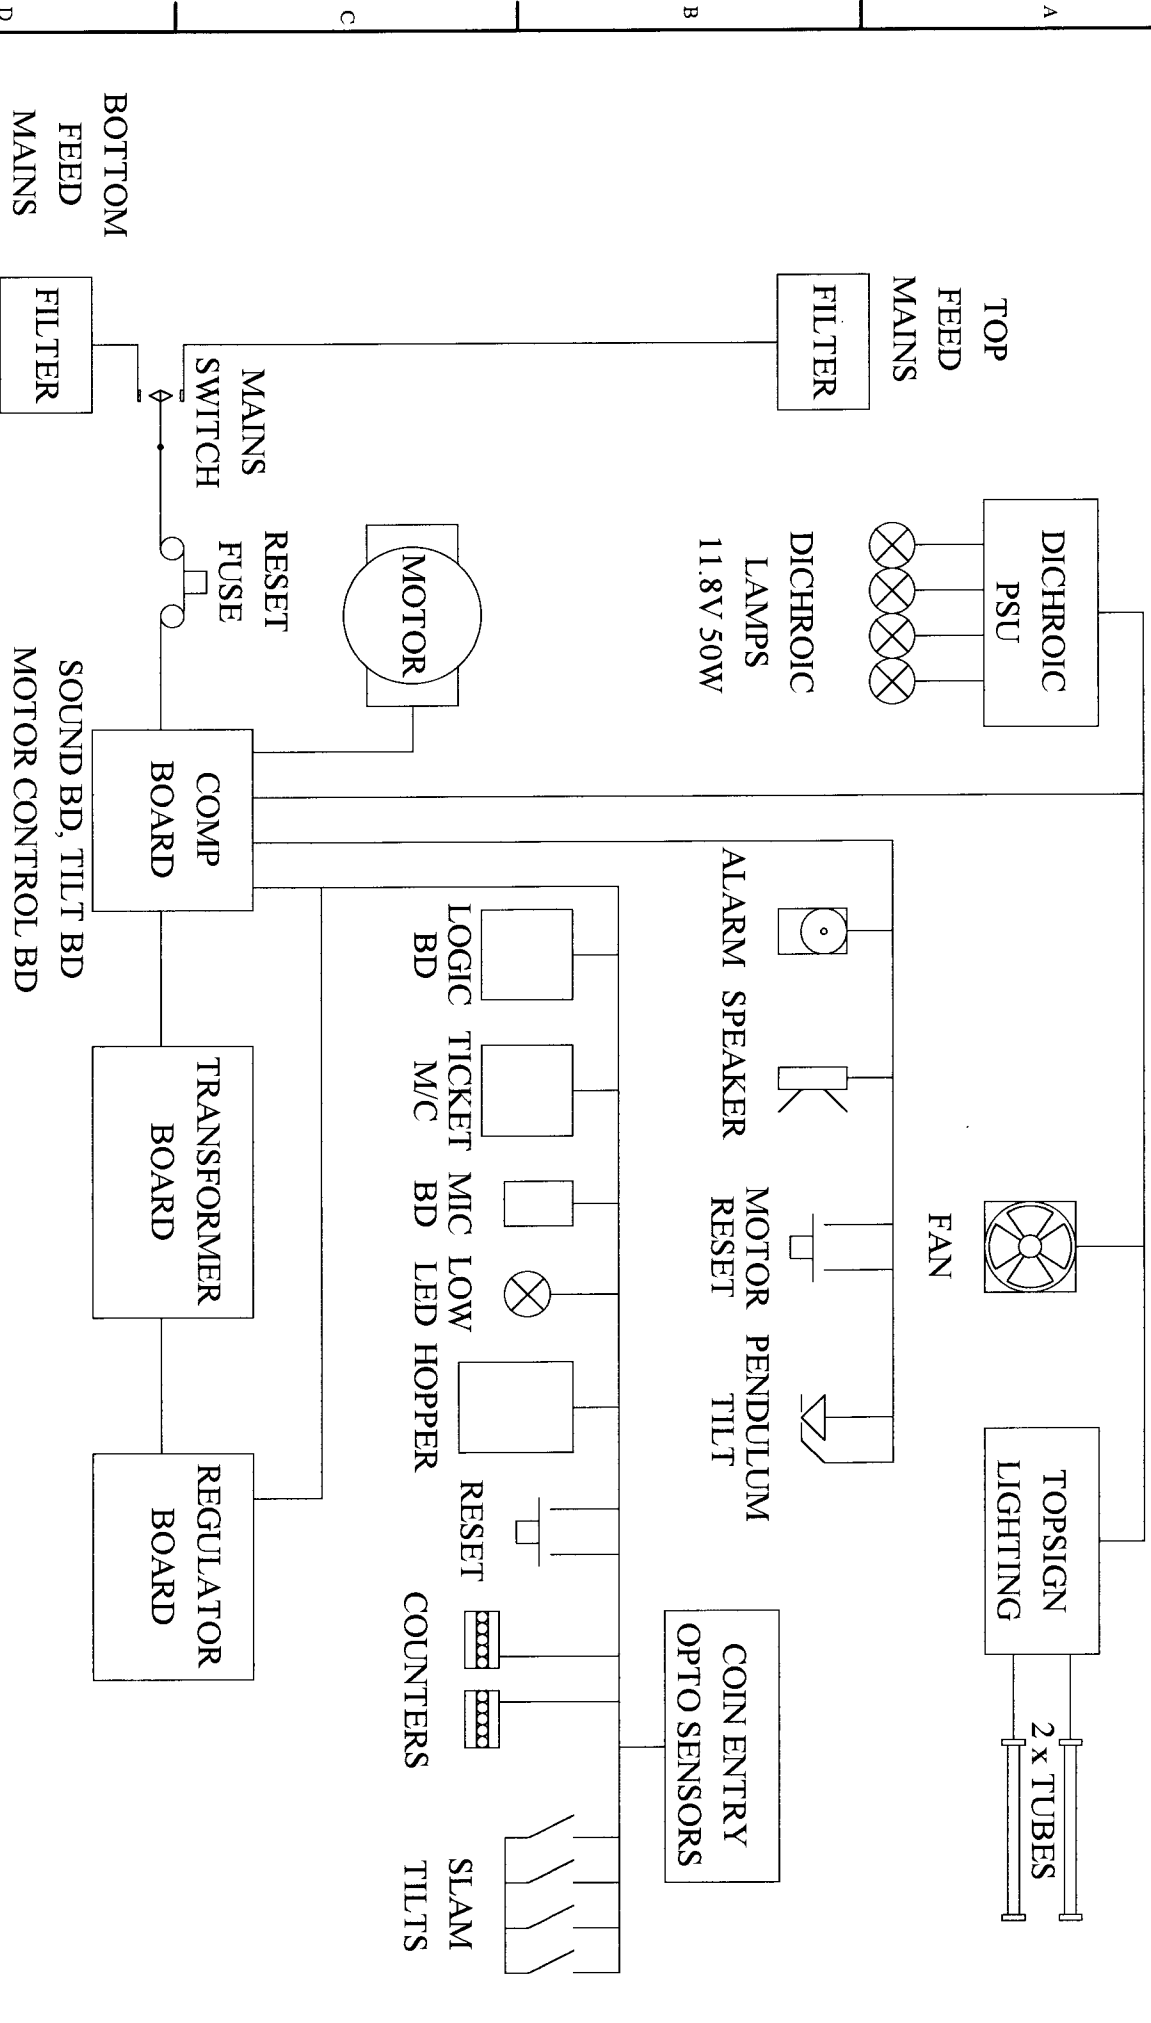 A
B
C
D
TOP
FEED
MAINS
FILTER
DICHROIC
PSU
DICHROIC
LAMPS
11.8V 50W
FAN
TOPSIGN
LIGHTING
2 x TUBES
ALARM
SPEAKER
MOTOR
RESET
PENDULUM
TILT
COIN ENTRY
OPTO SENSORS
MOTOR
LOGIC
BD
TICKET
M/C
MIC
BD
LOW
LED
HOPPER
RESET
COUNTERS
SLAM
TILTS
MAINS
SWITCH
RESET
FUSE
COMP
BOARD
TRANSFORMER
BOARD
REGULATOR
BOARD
BOTTOM
FEED
MAINS
FILTER
SOUND BD, TILT BD
MOTOR CONTROL BD